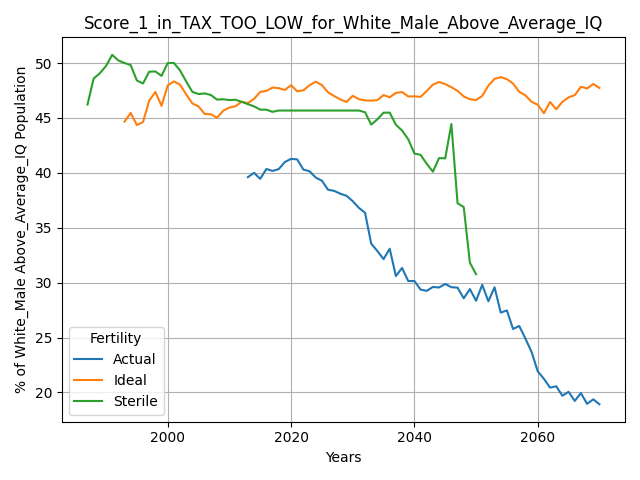 Score_1_in_TAX_TOO_LOW_for_White_Male_Above_Average_IQ
% of White_Male Above_Average_IQ Population
50
45
40
35
30
25
20
Fertility
Actual
Ideal
Sterile
2000
2020
2040
2060
Years